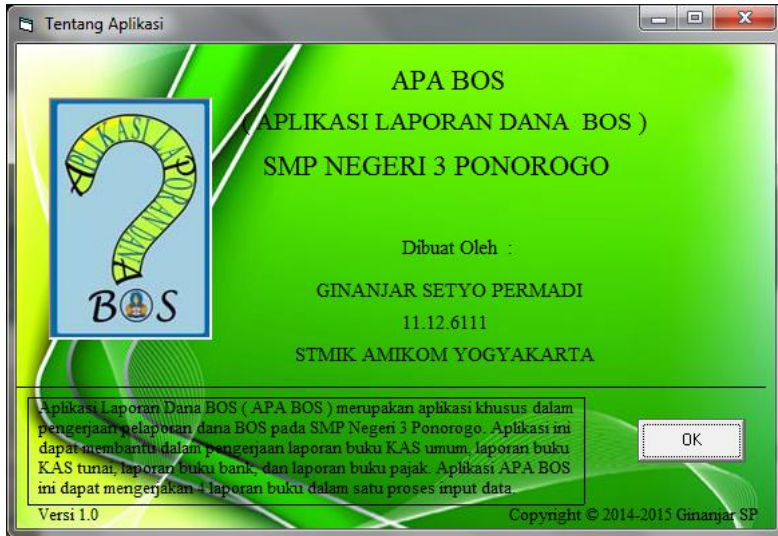 Tentang Aplikasi
APA BOS
( APLIKASI LAPORAN DANA BOS )
SMP NEGERI 3 PONOROGO
APLIKASI LAPORAN DANA
BOS
Dibuat Oleh :
GINANJAR SETYO PERMADI
11.12.6111
STMIK AMIKOM YOGYAKARTA
Aplikasi Laporan Dana BOS ( APA BOS ) merupakan aplikasi khusus dalam
pengerjaan pelaporan dana BOS pada SMP Negeri 3 Ponorogo. Aplikasi ini
dapat membantu dalam pengerjaan laporan buku KAS umum, laporan buku
KAS tunai, laporan buku bank, dan laporan buku pajak. Aplikasi APA BOS
ini dapat mengerjakan 4 laporan buku dalam satu proses input data.
OK
Versi 1.0
Copyright © 2014-2015 Ginanjar SP